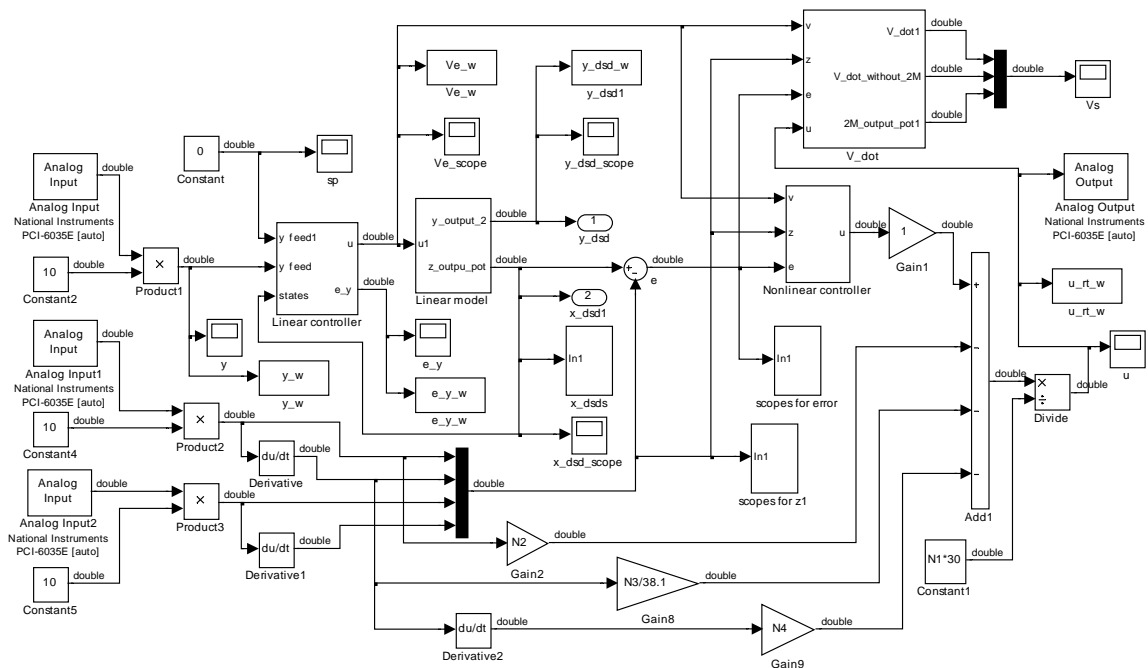 double
V_dot1
v
double
Ve_w
Ve_w
y_dsd_w
y_dsd1
z
V_dot_without_2M
double
double
Vs
e
double
2M_output_pot1
u
V_dot
0
double
Constant
sp
Ve_scope
y_dsd_scope
Analog
Input
double
Analog Input
National Instruments
PCI-6035E [auto]
Analog
Output
Analog Output
National Instruments
PCI-6035E [auto]
y feed1
u
double
y feed
states
e_y
double
Linear controller
u1
y_output_2
double
z_outpu_pot
double
Linear model
1
y_dsd
v
z
u
double
e
Nonlinear controller
1
Gain1
double
10
double
Constant2
×
double
Product1
+
-
double
e
2
x_dsd1
u_rt_w
u_rt_w
Analog
Input
double
Analog Input1
National Instruments
PCI-6035E [auto]
y
y_w
y_w
e_y
e_y_w
e_y_w
In1
x_dsds
In1
scopes for error
+
-
-
-
Add1
double
×
÷
double
Divide
u
10
double
Constant4
×
double
Product2
du/dt
double
Derivative
double
x_dsd_scope
In1
scopes for z1
Analog
Input
double
Analog Input2
National Instruments
PCI-6035E [auto]
×
double
Product3
du/dt
double
Derivative1
N2
double
Gain2
N1*30
double
Constant1
10
double
Constant5
N3/38.1
double
Gain8
du/dt
double
Derivative2
N4
double
Gain9